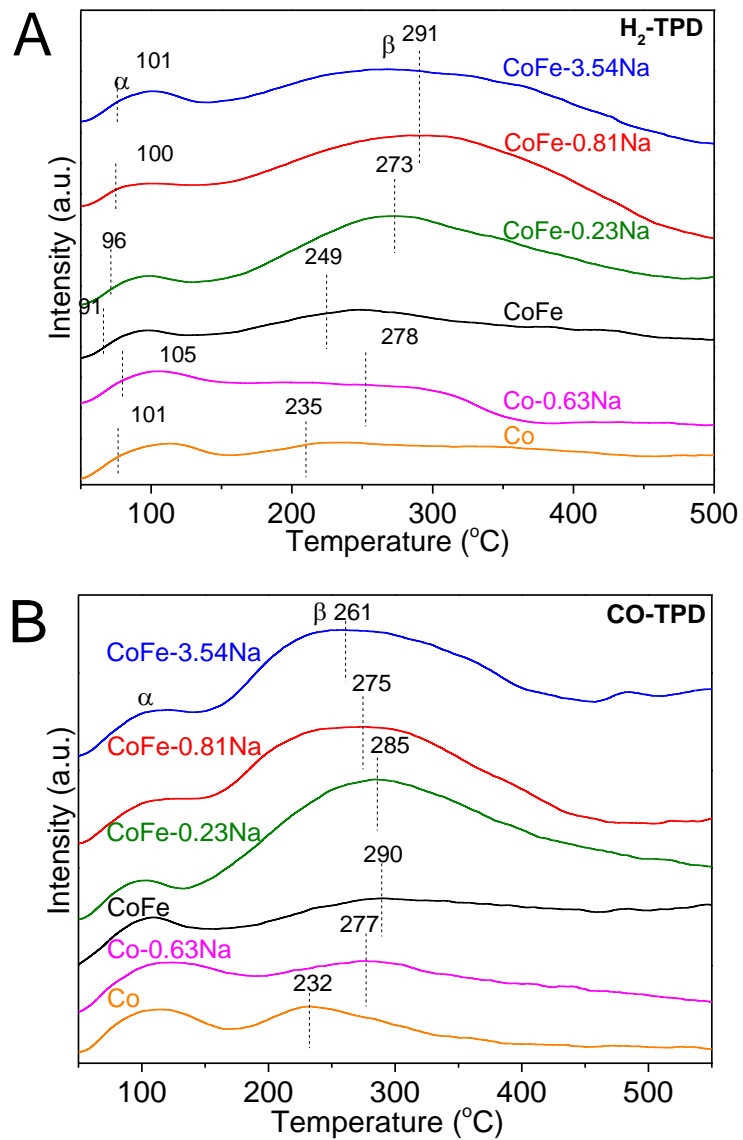 A
H2-TPD
291
β
101
α
CoFe-3.54Na
100
CoFe-0.81Na
273
96
CoFe-0.23Na
249
91
CoFe
278
105
Co-0.63Na
101
235
Co
Intensity (a.u.)
100 200 300 400 500
Temperature (°C)
B
CO-TPD
β 261
CoFe-3.54Na
α
275
CoFe-0.81Na
285
CoFe-0.23Na
290
CoFe
277
Co-0.63Na
232
Co
Intensity (a.u.)
100 200 300 400 500
Temperature (°C)